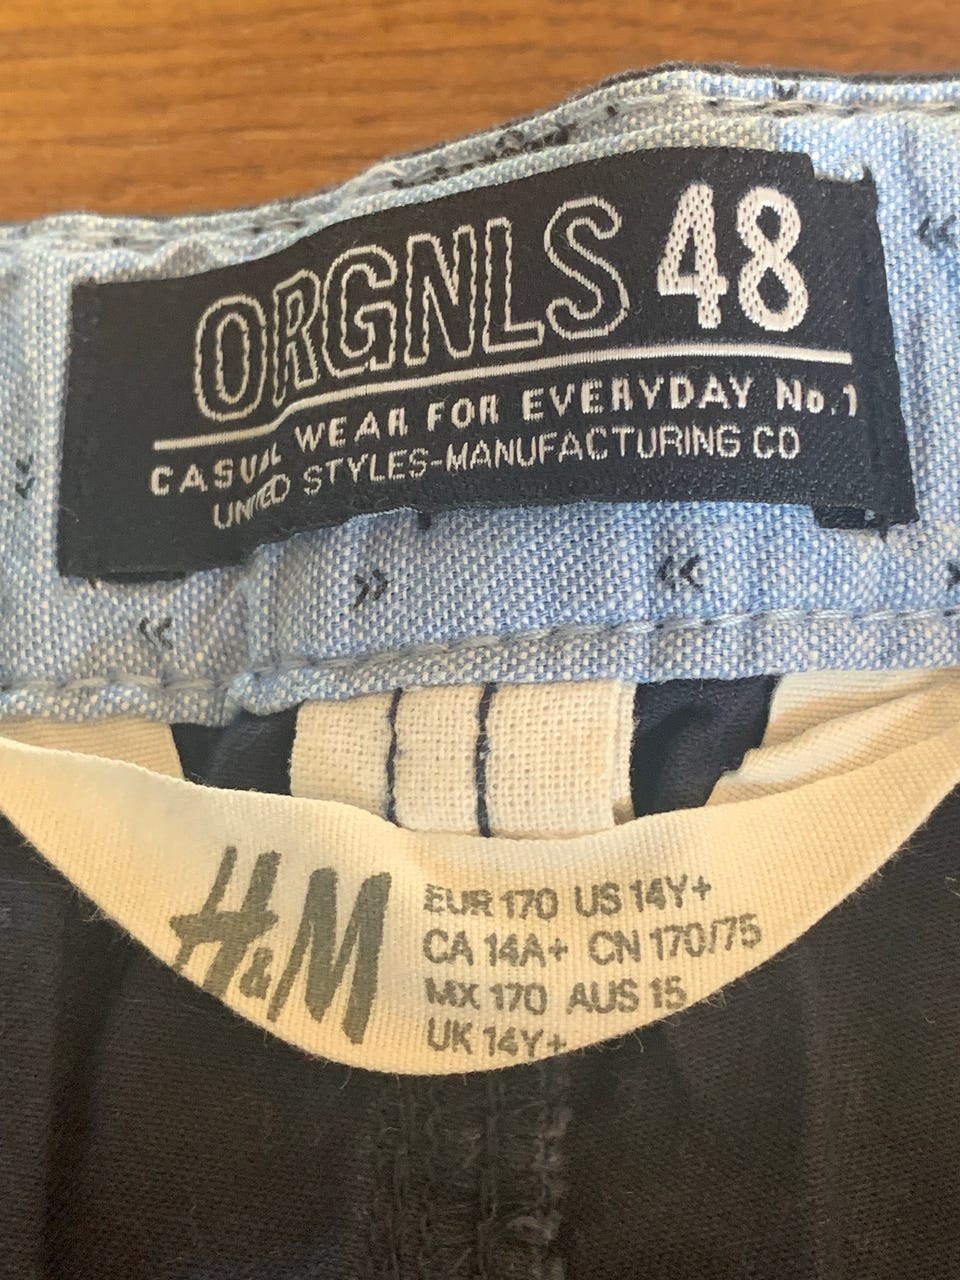 ORGNLS 48
CASUAL WEAR FOR EVERYDAY No.1
UNITED STYLES-MANUFACTURING CO
H&M
EUR 170 US 14Y+
CA 14A+ CN 170/75
MX 170 AUS 15
UK 14Y+